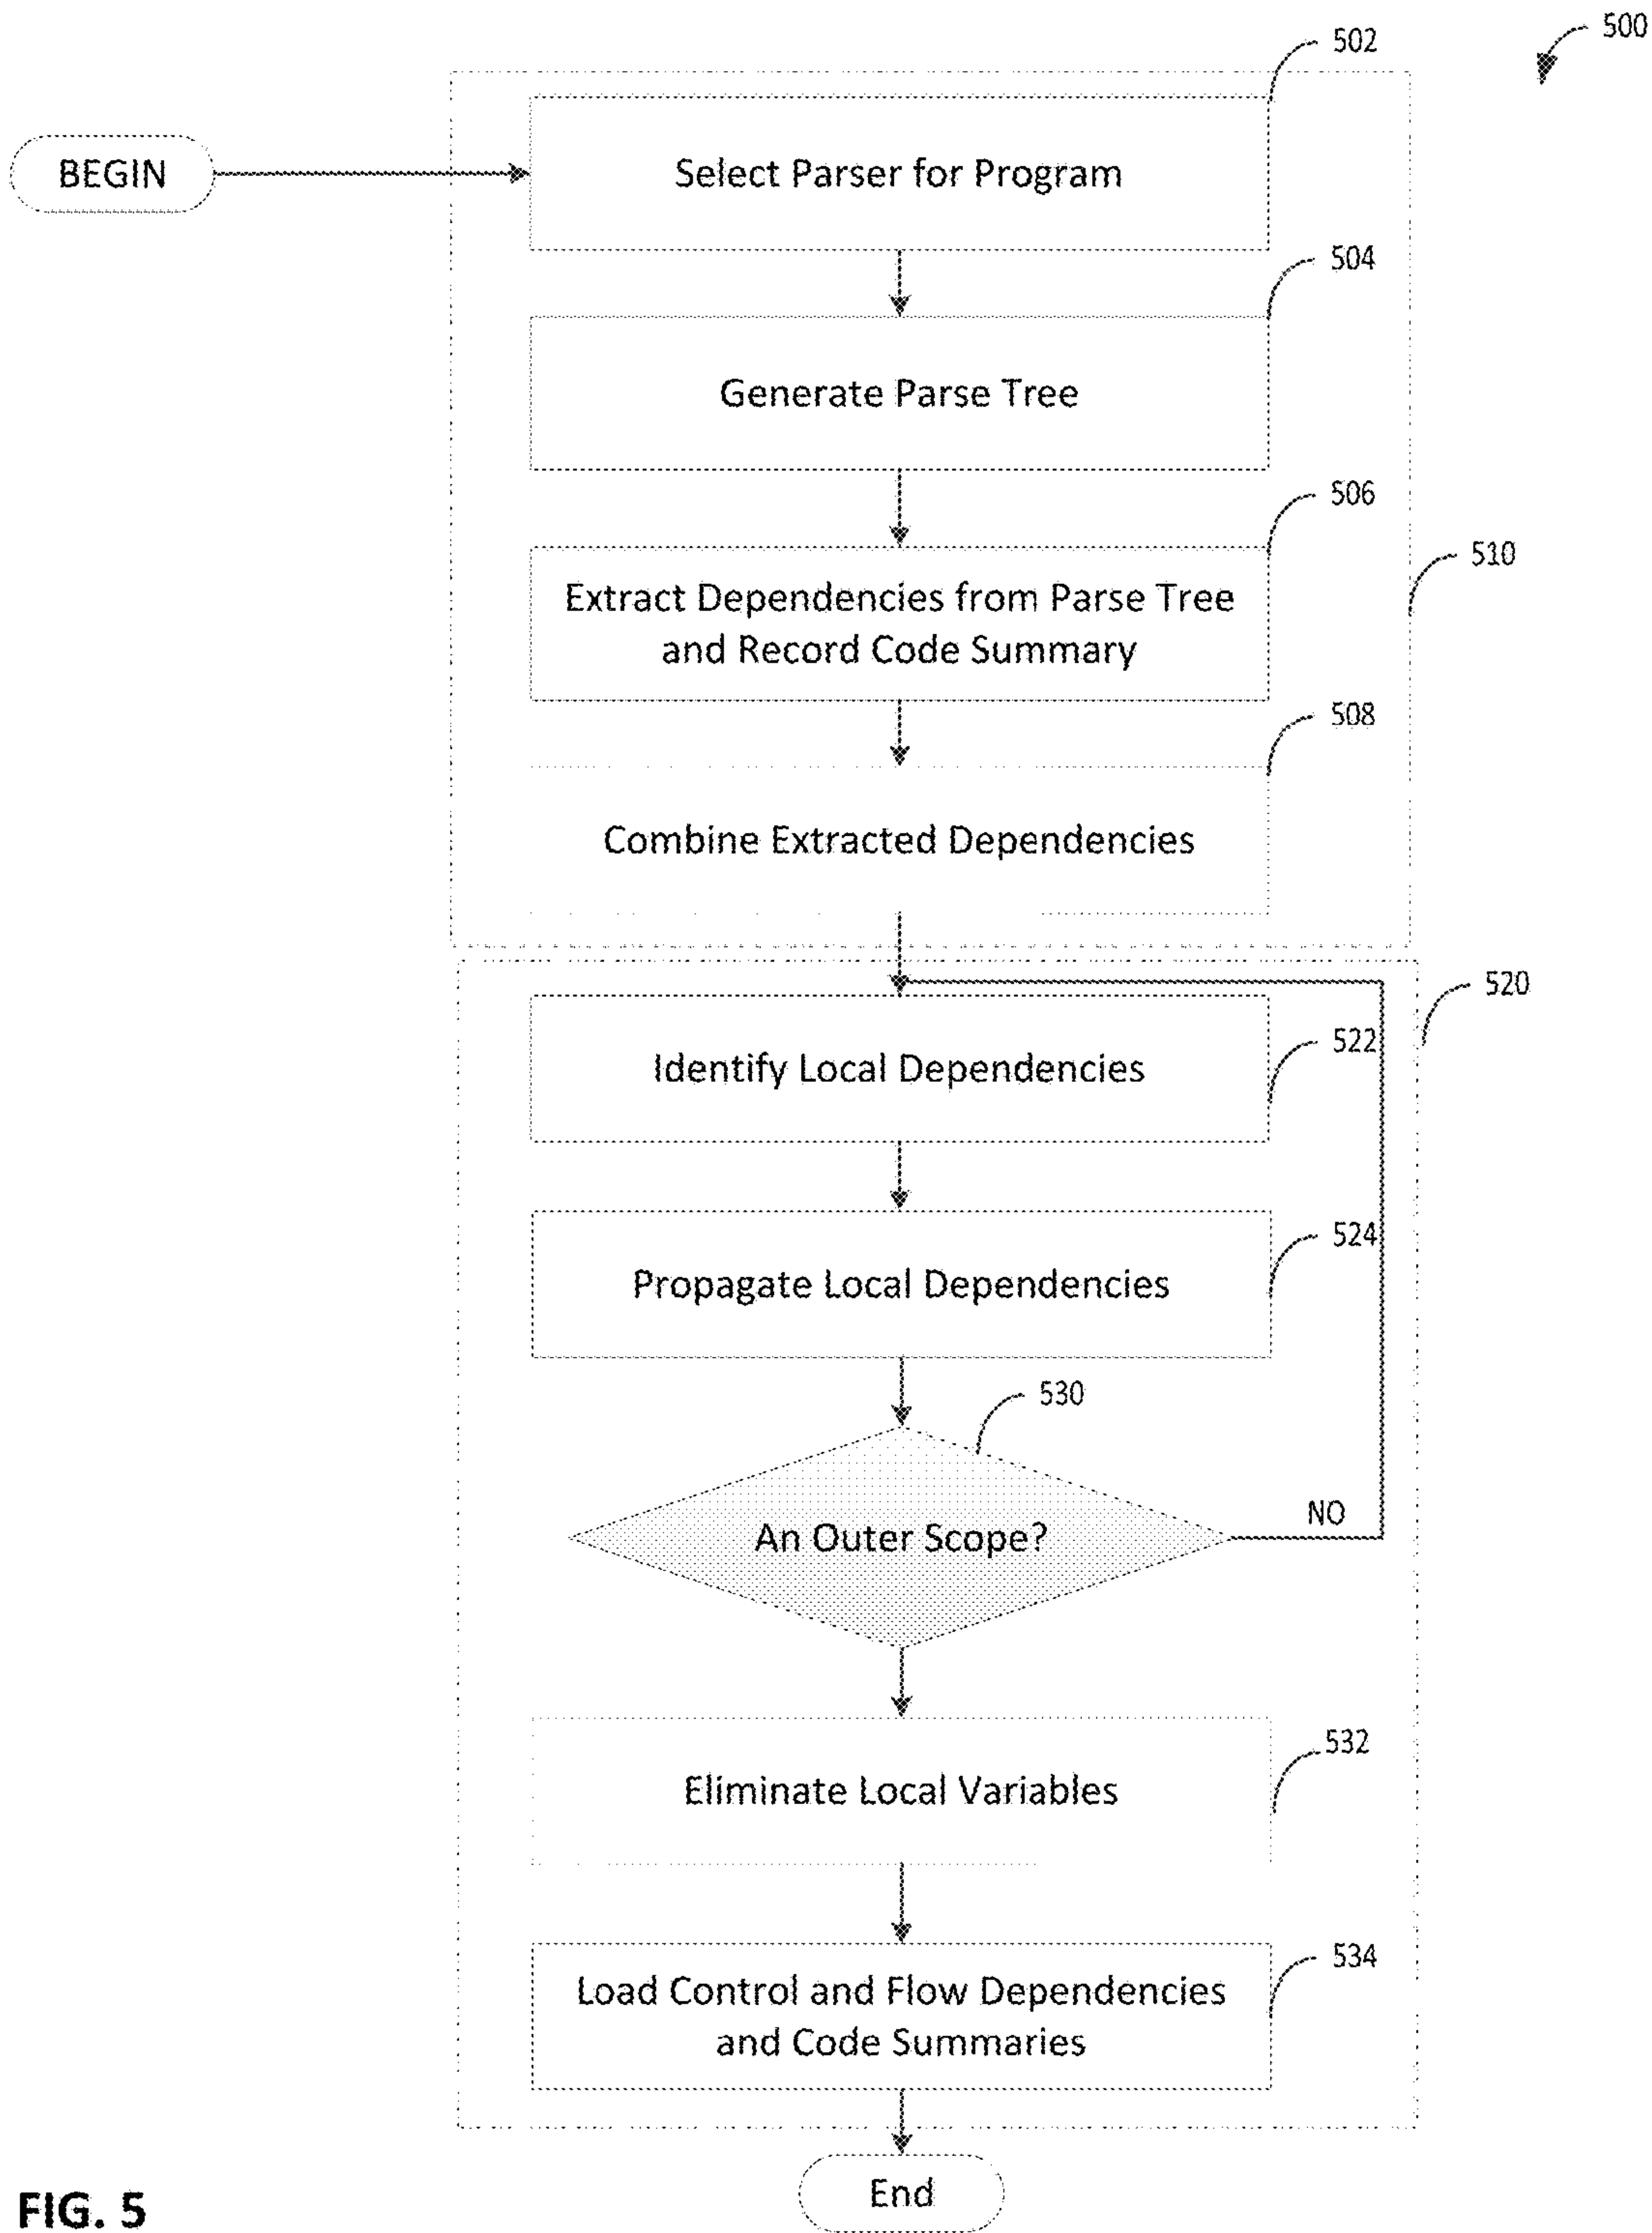 500
502
BEGIN
Select Parser for Program
504
Generate Parse Tree
506
Extract Dependencies from Parse Tree
and Record Code Summary
510
508
Combine Extracted Dependencies
520
522
Identify Local Dependencies
524
Propagate Local Dependencies
530
An Outer Scope?
NO
532
Eliminate Local Variables
534
Load Control and Flow Dependencies
and Code Summaries
End
FIG. 5